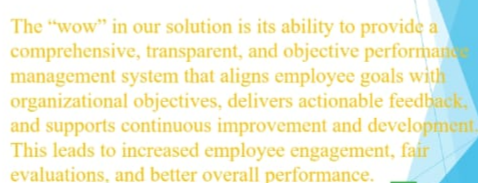 The “wow” in our solution is its ability to provide a
comprehensive, transparent, and objective performance
management system that aligns employee goals with
organizational objectives, delivers actionable feedback,
and supports continuous improvement and development.
This leads to increased employee engagement, fair
evaluations, and better overall performance.